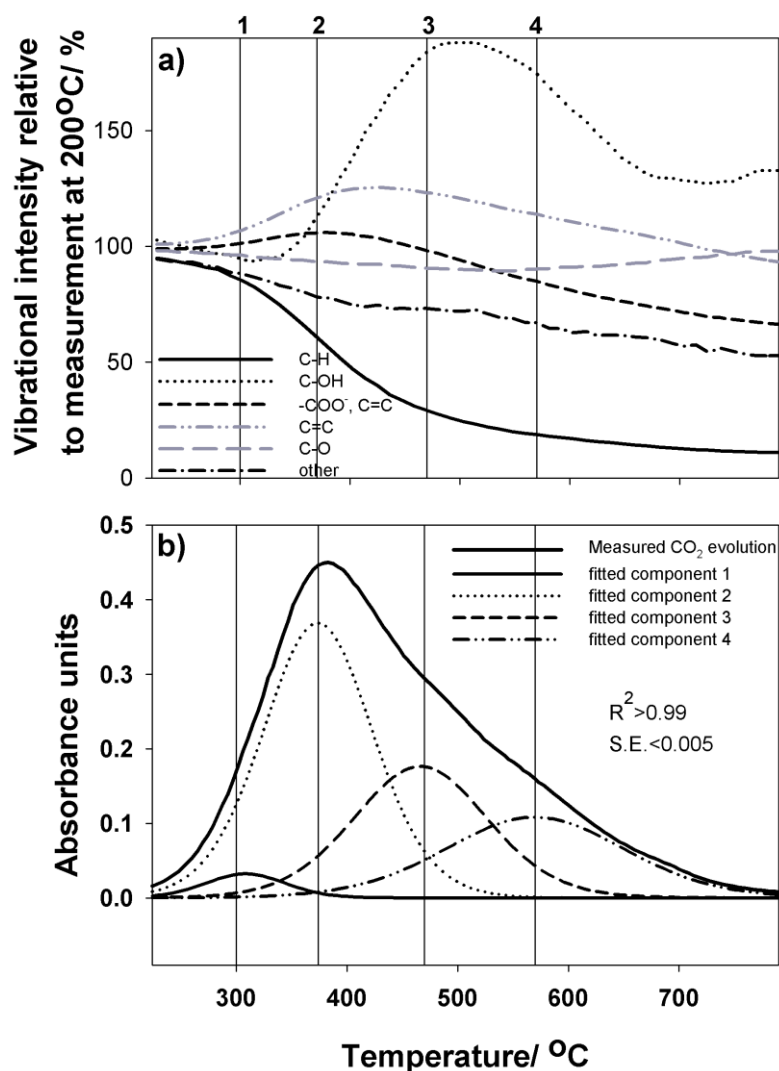 1 2 3 4
a)
Vibrational intensity relative
to measurement at 200°C/ %
150
100
50
0
C-H
C-OH
-COO⁻, C=C
C=C
C-O
other
b)
Absorbance units
0.5
0.4
0.3
0.2
0.1
0.0
Measured CO₂ evolution
fitted component 1
fitted component 2
fitted component 3
fitted component 4
R²>0.99
S.E.<0.005
300 400 500 600 700
Temperature/ °C